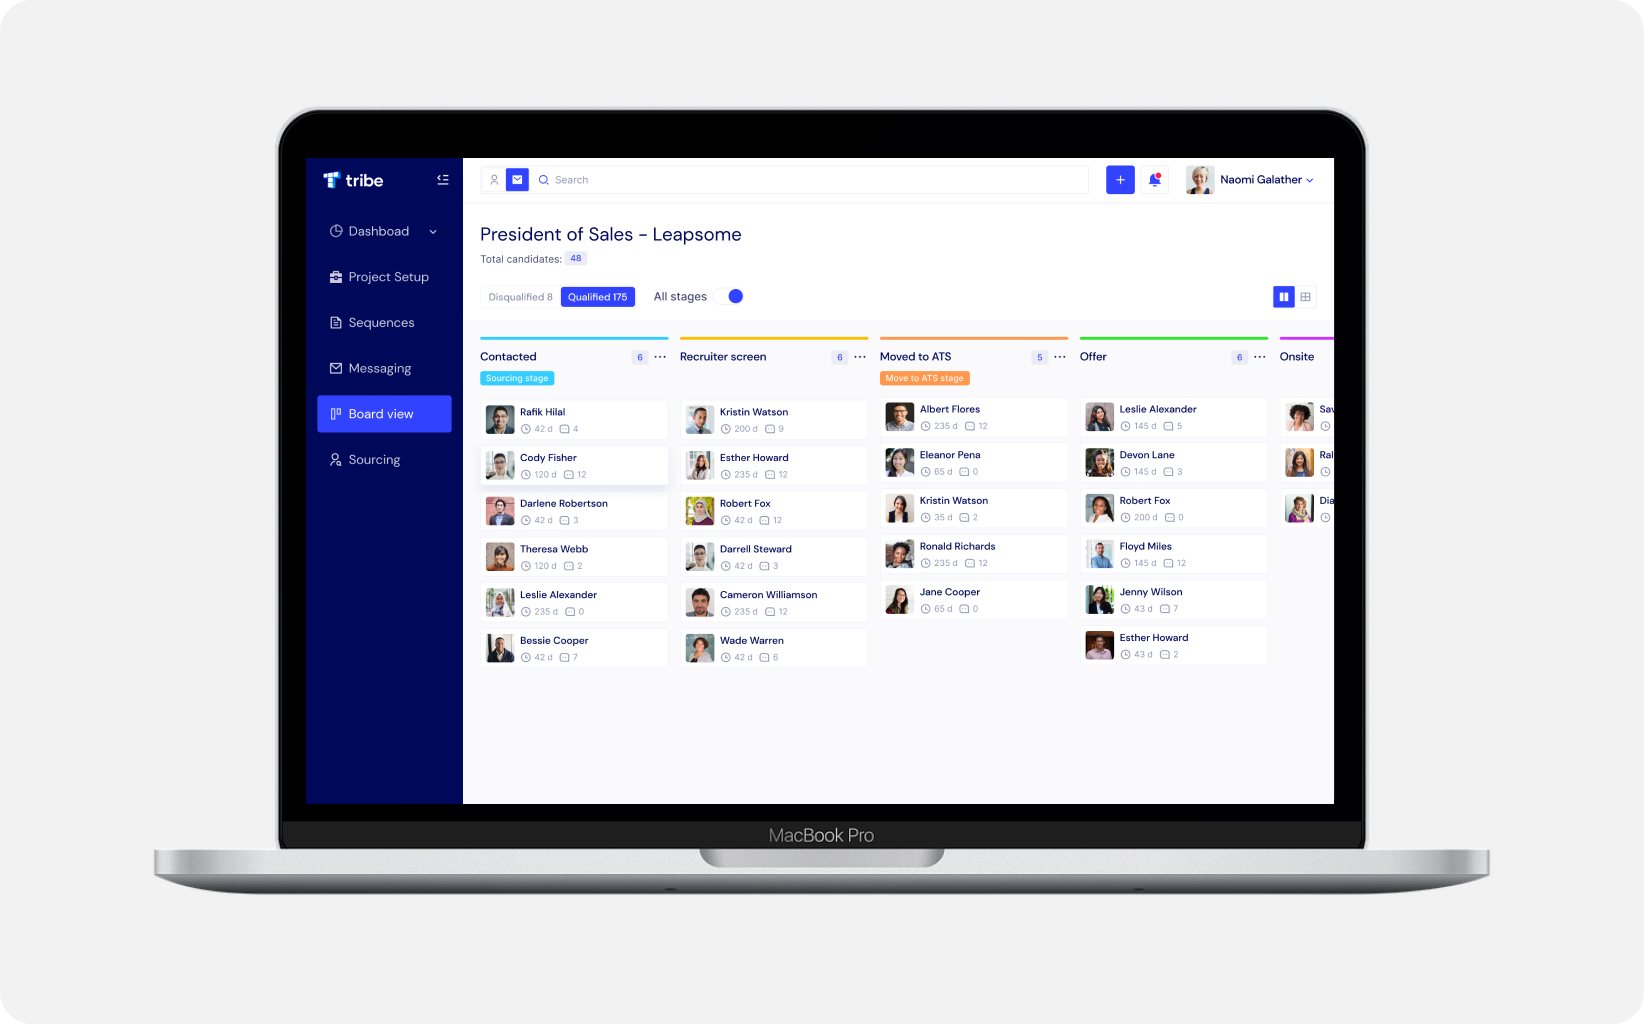 tribe
Search
Naomi Galather
Dashboad
Project Setup
Sequences
Messaging
Board view
Sourcing
President of Sales - Leapsome
Total candidates: 48
Disqualified 8
Qualified 175
All stages
Contacted 6
Sourcing stage
Rafik Hilal
42 d 4
Cody Fisher
120 d 12
Darlene Robertson
42 d 3
Theresa Webb
120 d 2
Leslie Alexander
235 d 0
Bessie Cooper
42 d 7
Recruiter screen 6
Kristin Watson
200 d 9
Esther Howard
235 d 12
Robert Fox
42 d 12
Darrell Steward
42 d 3
Cameron Williamson
235 d 12
Wade Warren
42 d 6
Moved to ATS 5
Move to ATS stage
Albert Flores
235 d 12
Eleanor Pena
65 d 0
Kristin Watson
35 d 2
Ronald Richards
235 d 12
Jane Cooper
65 d 0
Offer 6
Leslie Alexander
145 d 5
Devon Lane
145 d 3
Robert Fox
200 d 0
Floyd Miles
145 d 12
Jenny Wilson
43 d 7
Esther Howard
43 d 2
Onsite
Sav
Ral
Dia
MacBook Pro